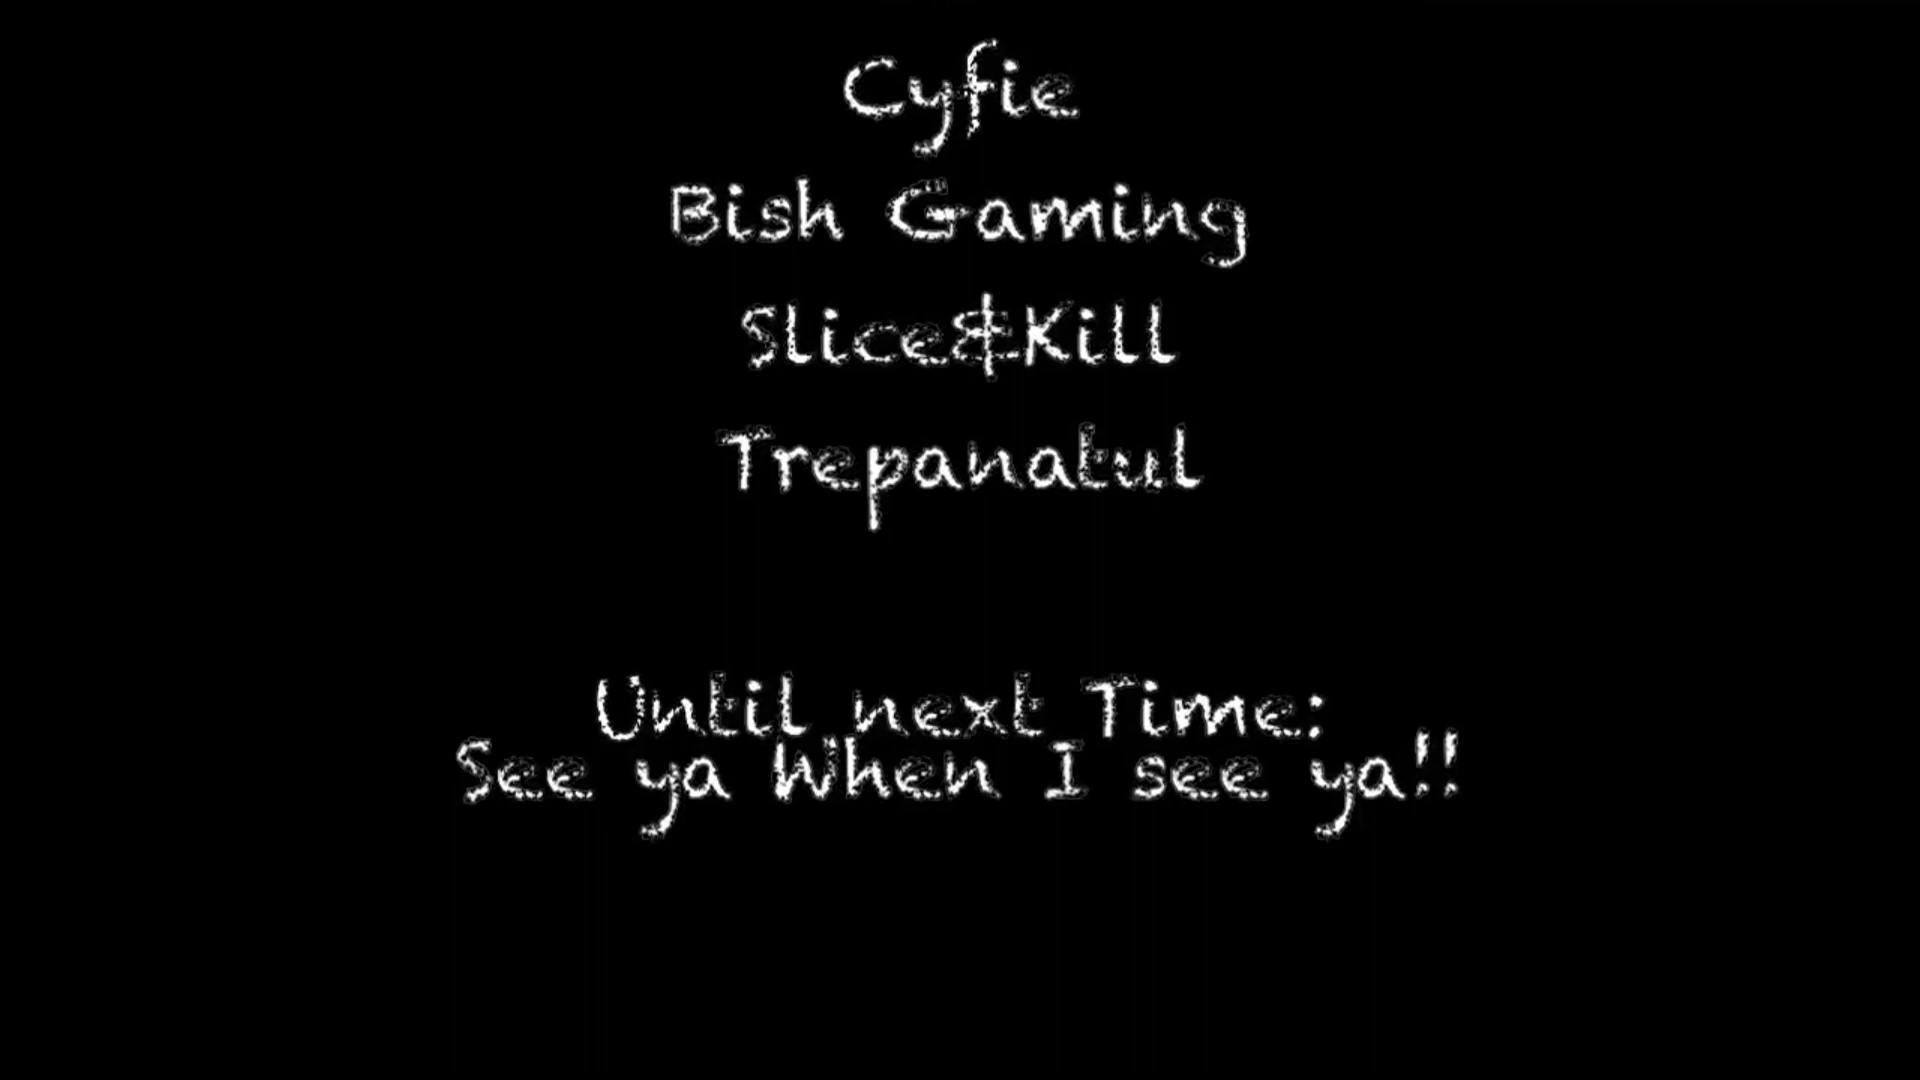 Cyfie
Bish Gaming
Slice&Kill
Trepanatul
Until next Time:
See ya When I see ya!!